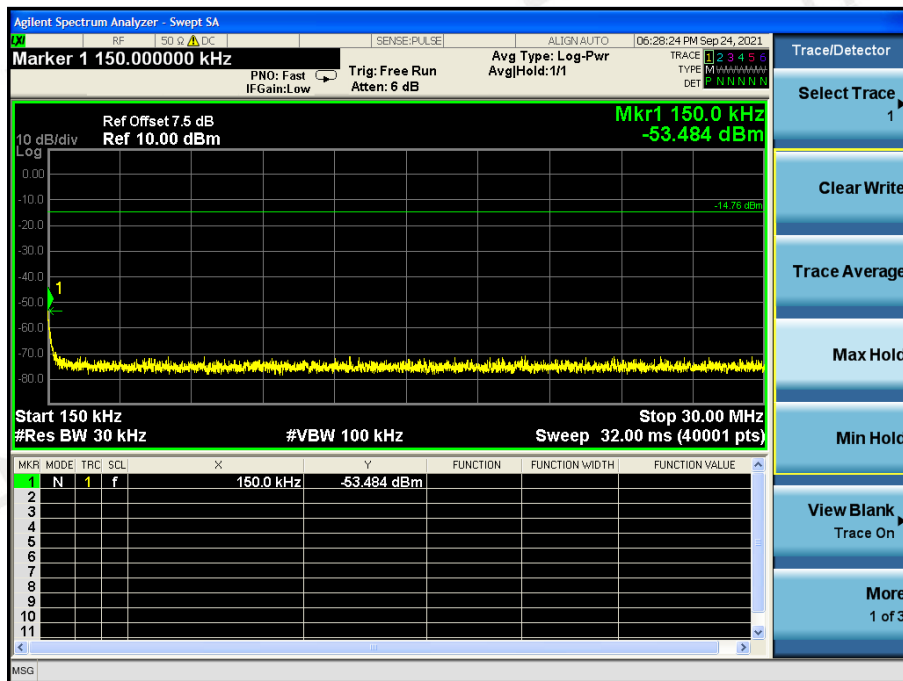 Agilent Spectrum Analyzer - Swept SA
LXI RF 50 Ω DC SENSE:PULSE ALIGN AUTO 06:28:24 PM Sep 24, 2021
Marker 1 150.000000 kHz
PNO: Fast
IFGain:Low
Trig: Free Run
Atten: 6 dB
Avg Type: Log-Pwr
Avg|Hold:1/1
TRACE 1 2 3 4 5 6
TYPE M W W W W W
DET P N N N N N
Mkr1 150.0 kHz
-53.484 dBm
Ref Offset 7.5 dB
10 dB/div Ref 10.00 dBm
Log
0.00
-10.0
-14.76 dBm
-20.0
-30.0
-40.0
1
-50.0
-60.0
-70.0
-80.0
Start 150 kHz Stop 30.00 MHz
#Res BW 30 kHz #VBW 100 kHz Sweep 32.00 ms (40001 pts)
MKR MODE TRC SCL X Y FUNCTION FUNCTION WIDTH FUNCTION VALUE
1 N 1 f 150.0 kHz -53.484 dBm
2
3
4
5
6
7
8
9
10
11
MSG
Trace/Detector
Select Trace
1
Clear Write
Trace Average
Max Hold
Min Hold
View Blank
Trace On
More
1 of 3